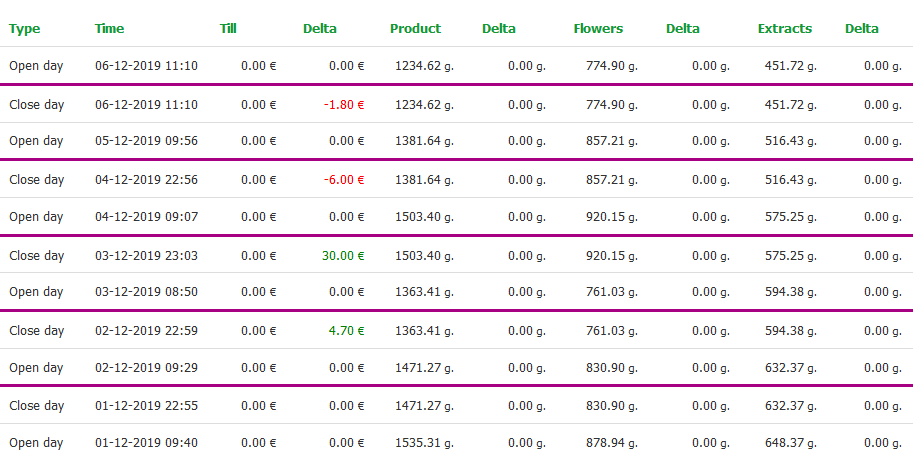 Type Time Till Delta Product Delta Flowers Delta Extracts Delta
Open day 06-12-2019 11:10 0.00 € 0.00 € 1234.62 g. 0.00 g. 774.90 g. 0.00 g. 451.72 g. 0.00 g.
Close day 06-12-2019 11:10 0.00 € -1.80 € 1234.62 g. 0.00 g. 774.90 g. 0.00 g. 451.72 g. 0.00 g.
Open day 05-12-2019 09:56 0.00 € 0.00 € 1381.64 g. 0.00 g. 857.21 g. 0.00 g. 516.43 g. 0.00 g.
Close day 04-12-2019 22:56 0.00 € -6.00 € 1381.64 g. 0.00 g. 857.21 g. 0.00 g. 516.43 g. 0.00 g.
Open day 04-12-2019 09:07 0.00 € 0.00 € 1503.40 g. 0.00 g. 920.15 g. 0.00 g. 575.25 g. 0.00 g.
Close day 03-12-2019 23:03 0.00 € 30.00 € 1503.40 g. 0.00 g. 920.15 g. 0.00 g. 575.25 g. 0.00 g.
Open day 03-12-2019 08:50 0.00 € 0.00 € 1363.41 g. 0.00 g. 761.03 g. 0.00 g. 594.38 g. 0.00 g.
Close day 02-12-2019 22:59 0.00 € 4.70 € 1363.41 g. 0.00 g. 761.03 g. 0.00 g. 594.38 g. 0.00 g.
Open day 02-12-2019 09:29 0.00 € 0.00 € 1471.27 g. 0.00 g. 830.90 g. 0.00 g. 632.37 g. 0.00 g.
Close day 01-12-2019 22:55 0.00 € 0.00 € 1471.27 g. 0.00 g. 830.90 g. 0.00 g. 632.37 g. 0.00 g.
Open day 01-12-2019 09:40 0.00 € 0.00 € 1535.31 g. 0.00 g. 878.94 g. 0.00 g. 648.37 g. 0.00 g.